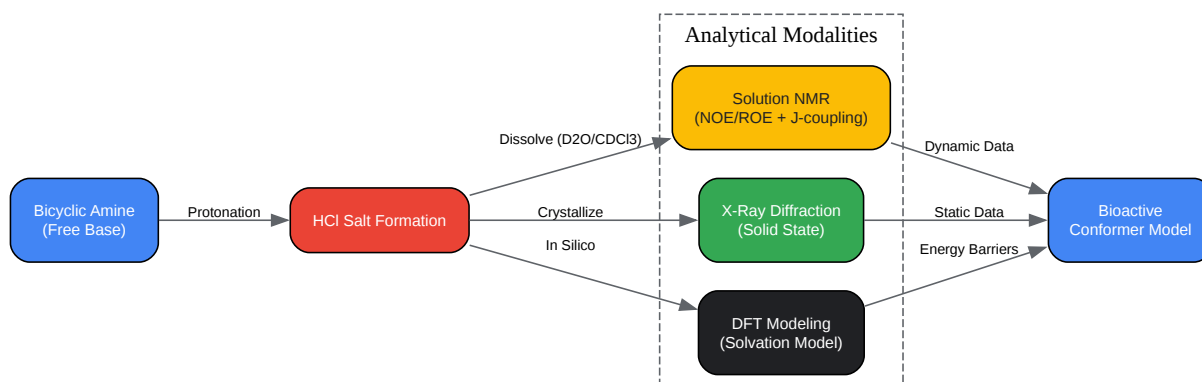 Analytical Modalities
Bicyclic Amine
(Free Base)
Protonation
HCl Salt Formation
Dissolve (D2O/CDCl3)
Crystallize
In Silico
Solution NMR
(NOE/ROE + J-coupling)
X-Ray Diffraction
(Solid State)
DFT Modeling
(Solvation Model)
Dynamic Data
Static Data
Energy Barriers
Bioactive
Conformer Model